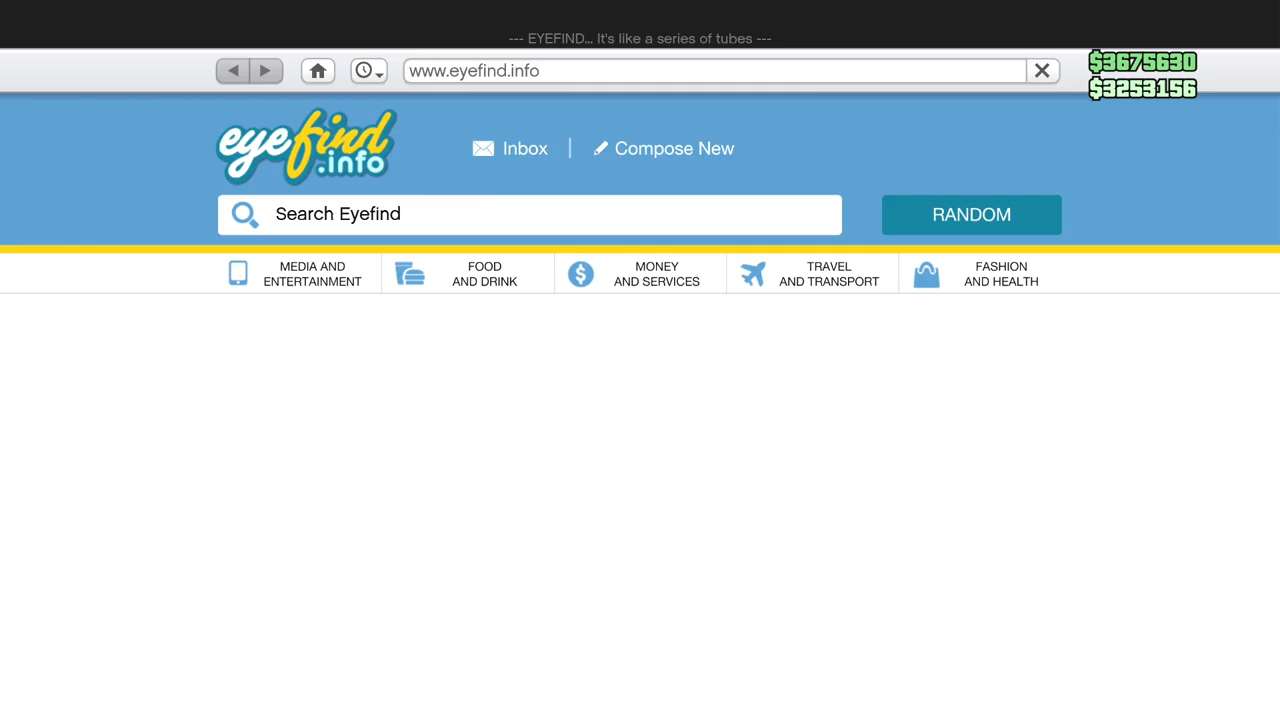 --- EYEFIND... It's like a series of tubes ---
www.eyefind.info
$3675630
$3253156
eyefind.info
Inbox | Compose New
Search Eyefind
RANDOM
MEDIA AND
ENTERTAINMENT
FOOD
AND DRINK
MONEY
AND SERVICES
TRAVEL
AND TRANSPORT
FASHION
AND HEALTH